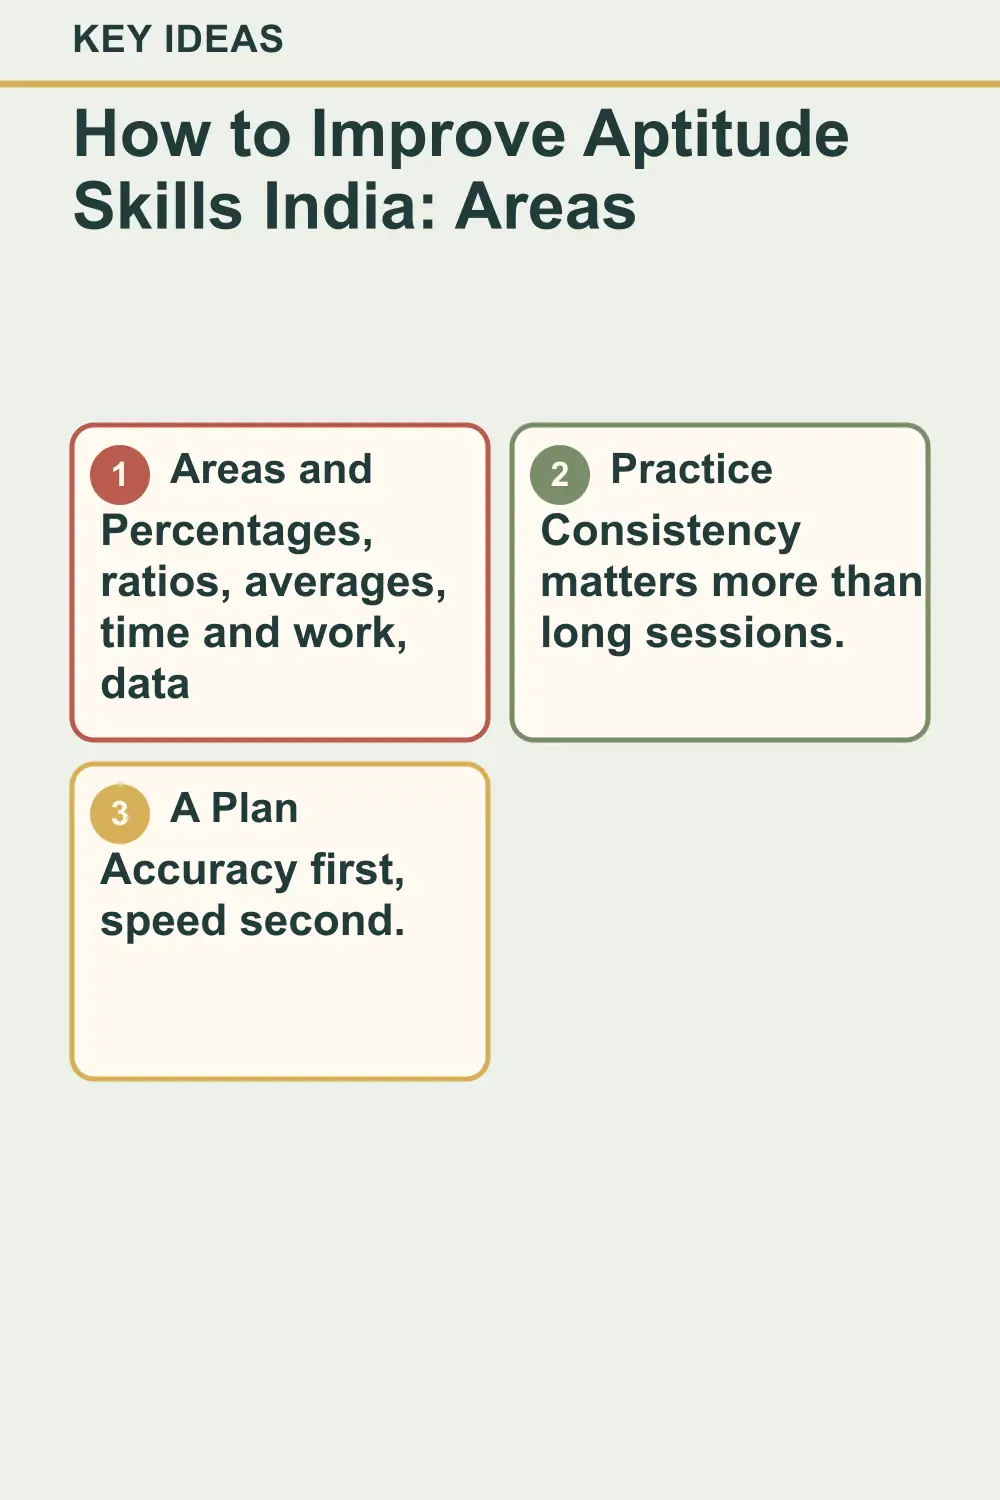 KEY IDEAS
How to Improve Aptitude
Skills India: Areas
1 Areas and
Percentages,
ratios, averages,
time and work,
data
2 Practice
Consistency
matters more than
long sessions.
3 A Plan
Accuracy first,
speed second.